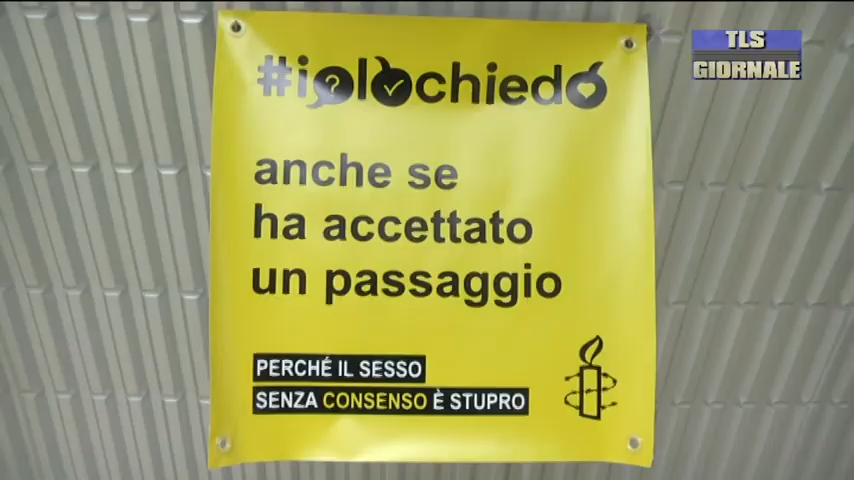 TLS
GIORNALE
#iolochiedo
anche se
ha accettato
un passaggio
PERCHÉ IL SESSO
SENZA CONSENSO È STUPRO